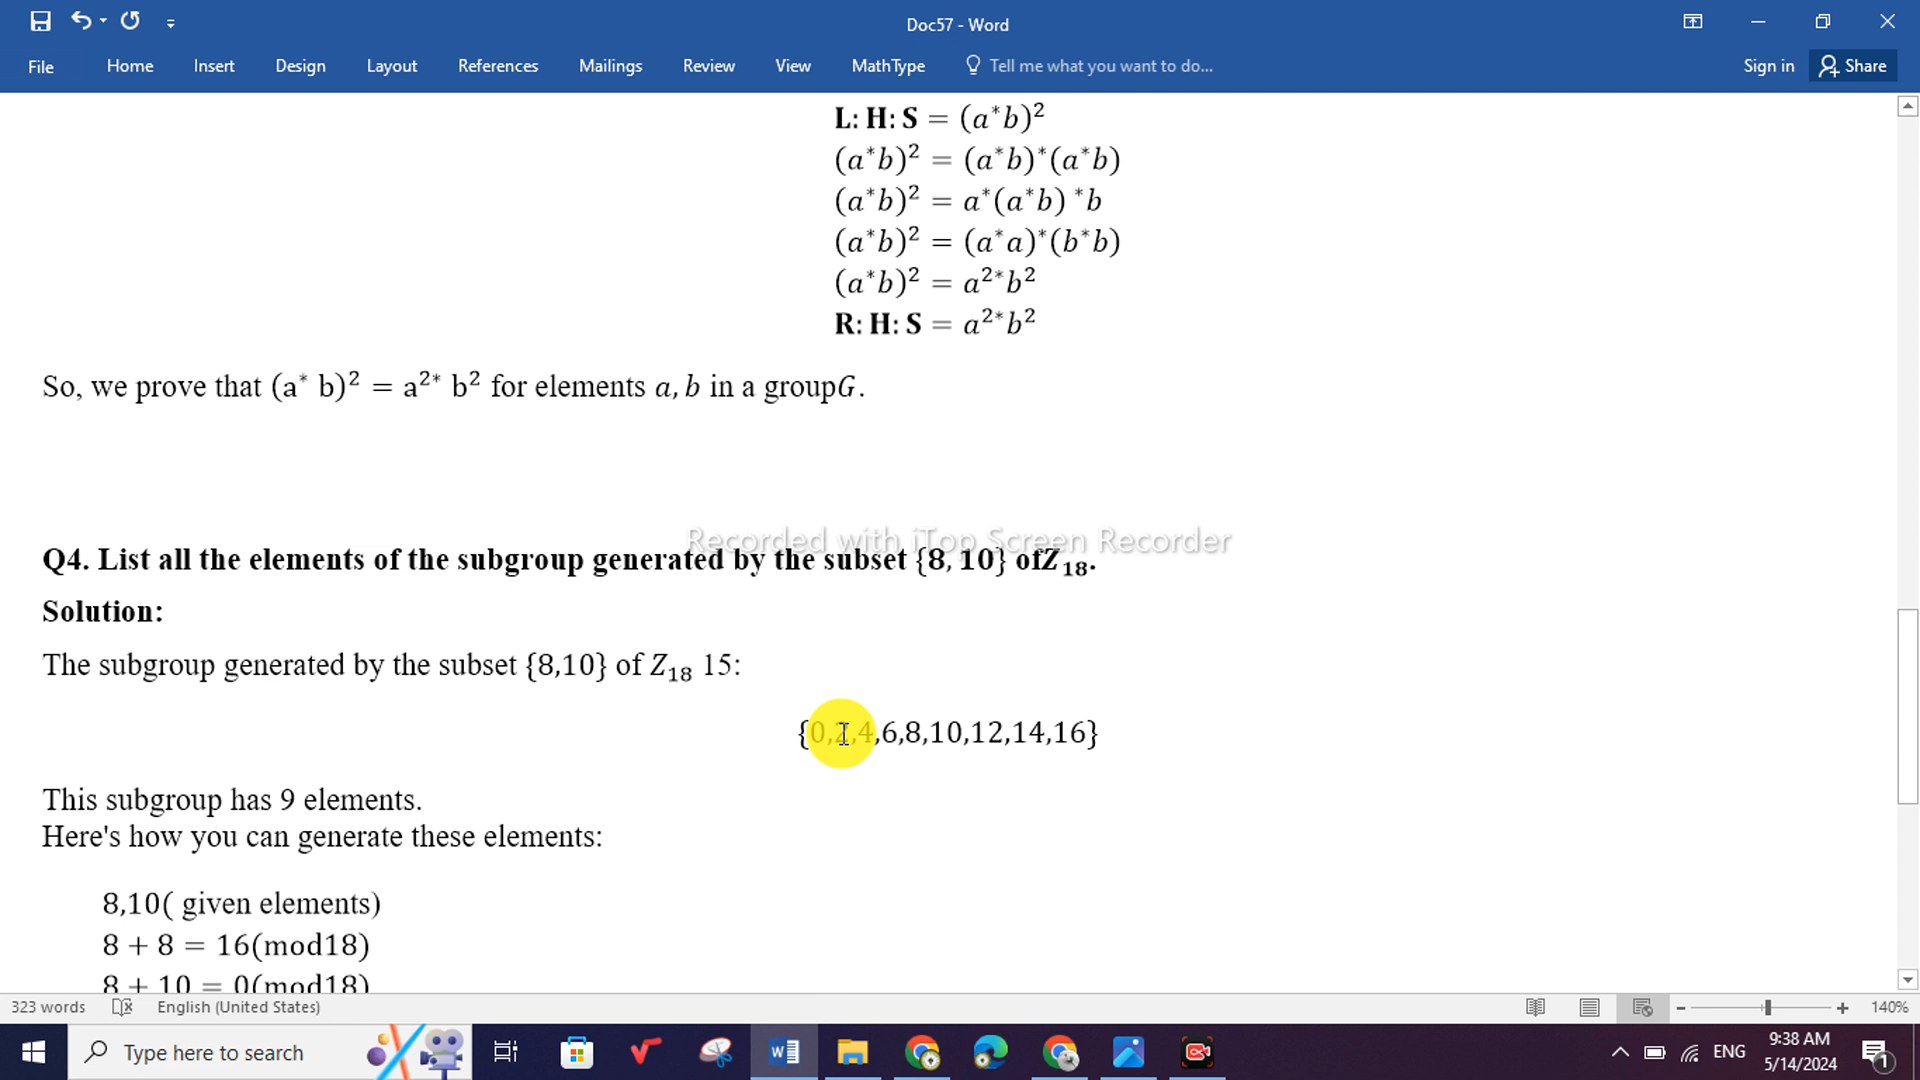 Doc57 - Word
File Home Insert Design Layout References Mailings Review View MathType Tell me what you want to do... Sign in Share
L: H: S = (a*b)²
(a*b)² = (a*b)*(a*b)
(a*b)² = a*(a*b) *b
(a*b)² = (a*a)*(b*b)
(a*b)² = a²*b²
R: H: S = a²*b²
So, we prove that (a* b)² = a²* b² for elements a, b in a groupG.
Recorded with iTop Screen Recorder
Q4. List all the elements of the subgroup generated by the subset {8, 10} ofZ₁₈.
Solution:
The subgroup generated by the subset {8,10} of Z₁₈ 15:
{0,2,4,6,8,10,12,14,16}
This subgroup has 9 elements.
Here's how you can generate these elements:
8,10( given elements)
8 + 8 = 16(mod18)
8 + 10 = 0(mod18)
323 words English (United States) 140%
Type here to search ENG 9:38 AM
5/14/2024 1